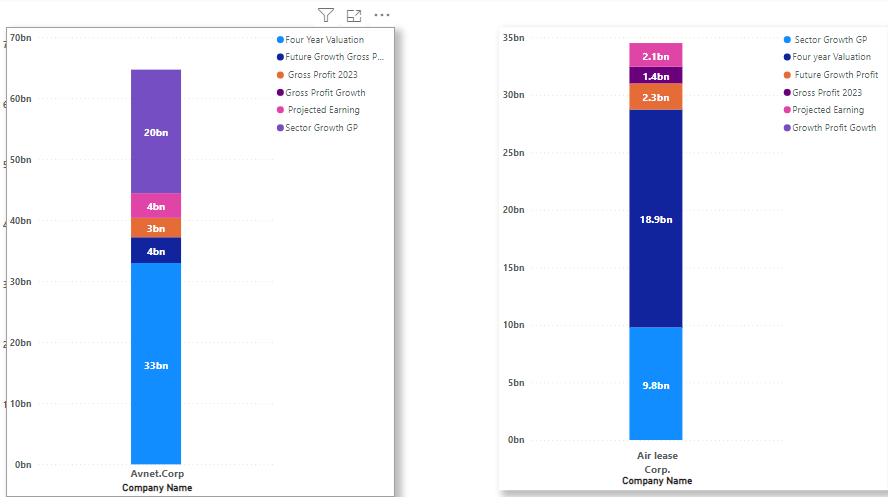 70bn
60bn
50bn
40bn
30bn
20bn
10bn
0bn
20bn
4bn
3bn
4bn
33bn
Avnet.Corp
Company Name
Four Year Valuation
Future Growth Gross P...
Gross Profit 2023
Gross Profit Growth
Projected Earning
Sector Growth GP
35bn
30bn
25bn
20bn
15bn
10bn
5bn
0bn
2.1bn
1.4bn
2.3bn
18.9bn
9.8bn
Air lease
Corp.
Company Name
Sector Growth GP
Four year Valuation
Future Growth Profit
Gross Profit 2023
Projected Earning
Growth Profit Gowth